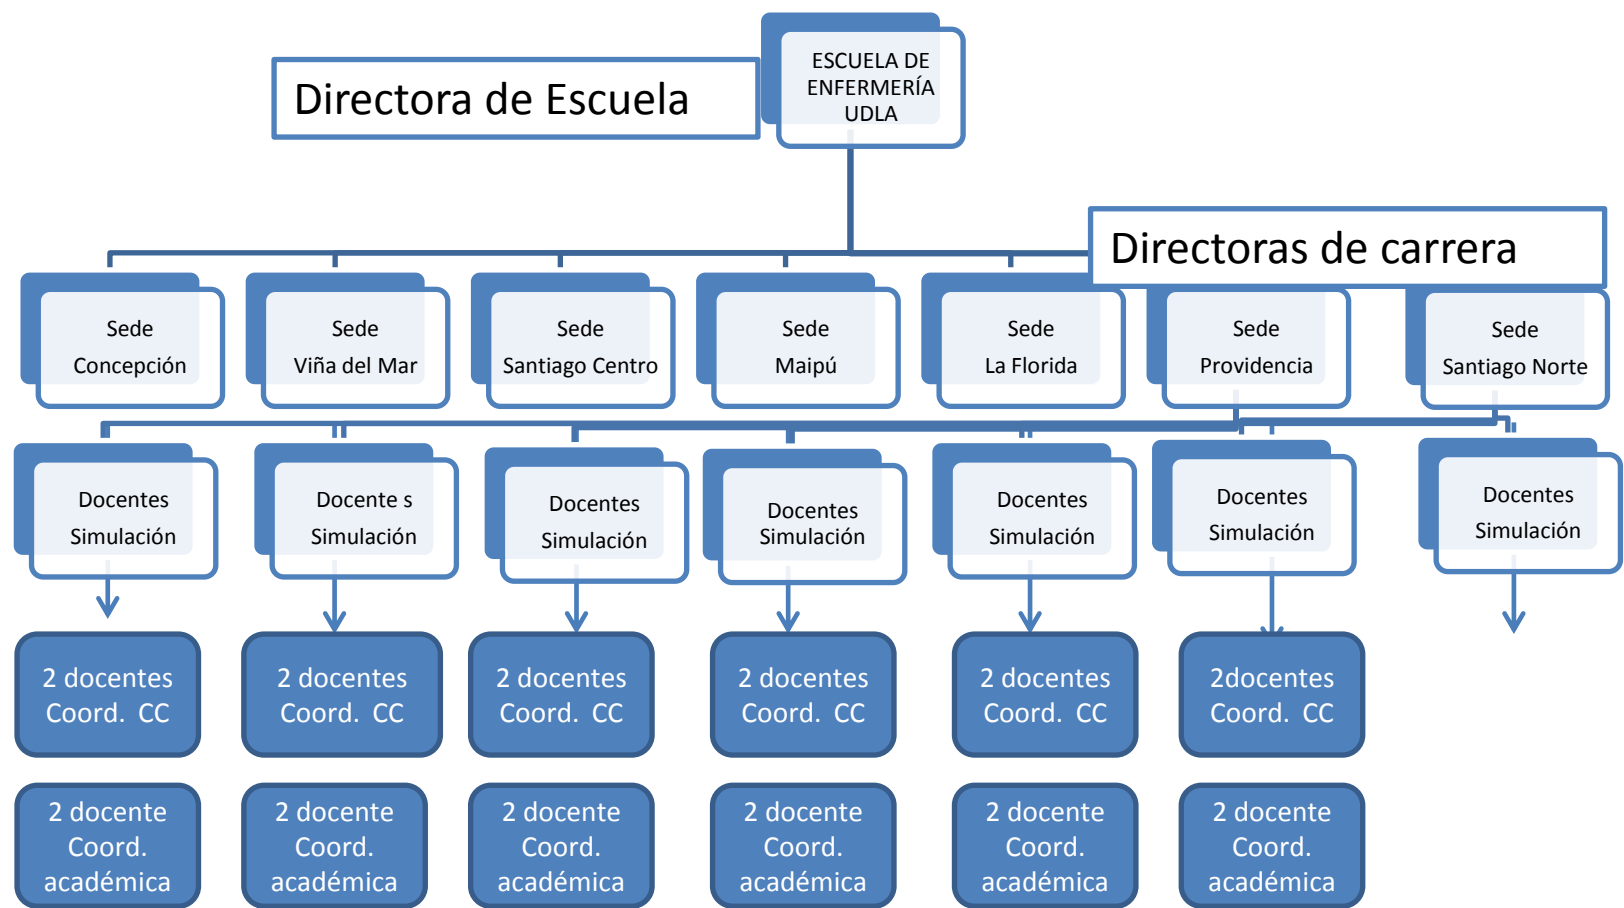 ESCUELA DE
ENFERMERÍA
UDLA
Directora de Escuela
Directoras de carrera
Sede
Concepción
Sede
Viña del Mar
Sede
Santiago Centro
Sede
Maipú
Sede
La Florida
Sede
Providencia
Sede
Santiago Norte
Docentes
Simulación
Docente s
Simulación
Docentes
Simulación
Docentes
Simulación
Docentes
Simulación
Docentes
Simulación
Docentes
Simulación
2 docentes
Coord. CC
2 docentes
Coord. CC
2 docentes
Coord. CC
2 docentes
Coord. CC
2 docentes
Coord. CC
2docentes
Coord. CC
2 docente
Coord.
académica
2 docente
Coord.
académica
2 docente
Coord.
académica
2 docente
Coord.
académica
2 docente
Coord.
académica
2 docente
Coord.
académica